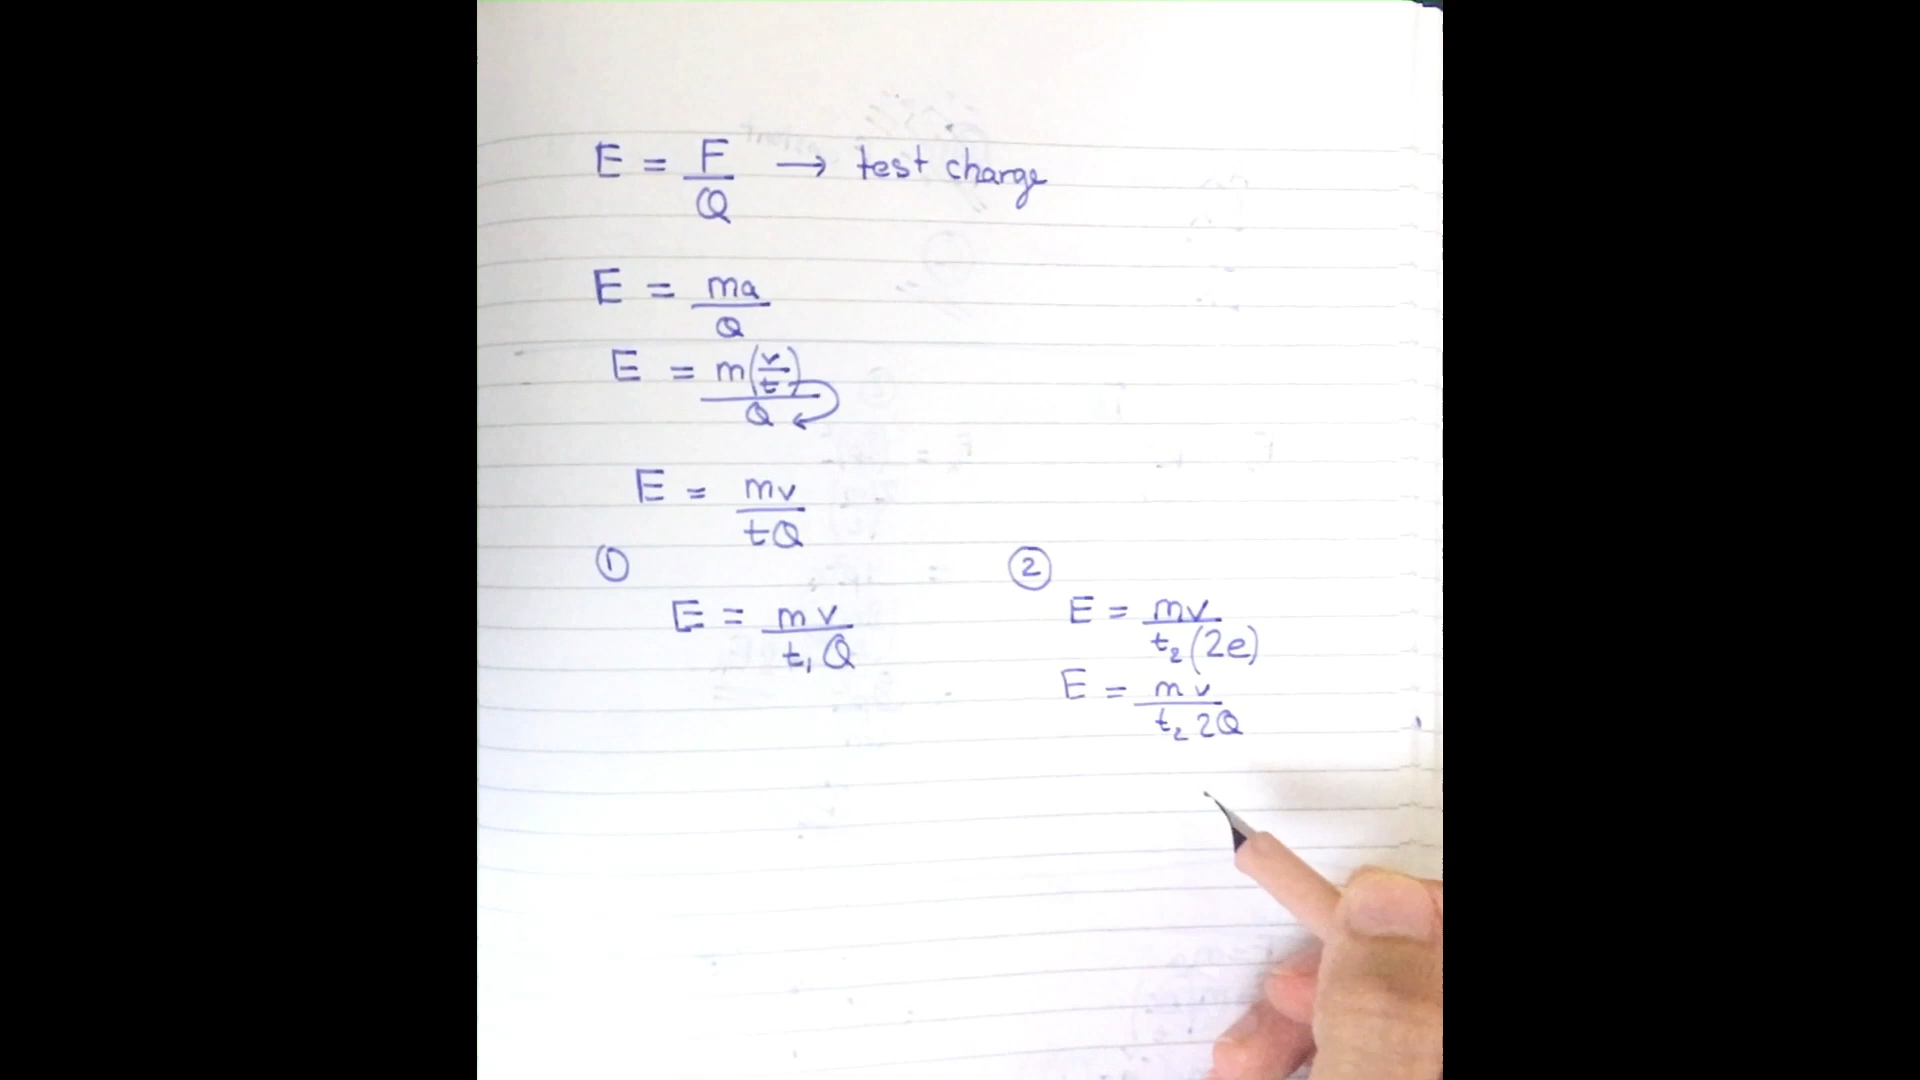 E = F/Q → test charge
E = ma/Q
E = m(v/t)/Q
E = mv/tQ
①
E = mv/t₁Q
②
E = mv/t₂(2e)
E = mv/t₂2Q